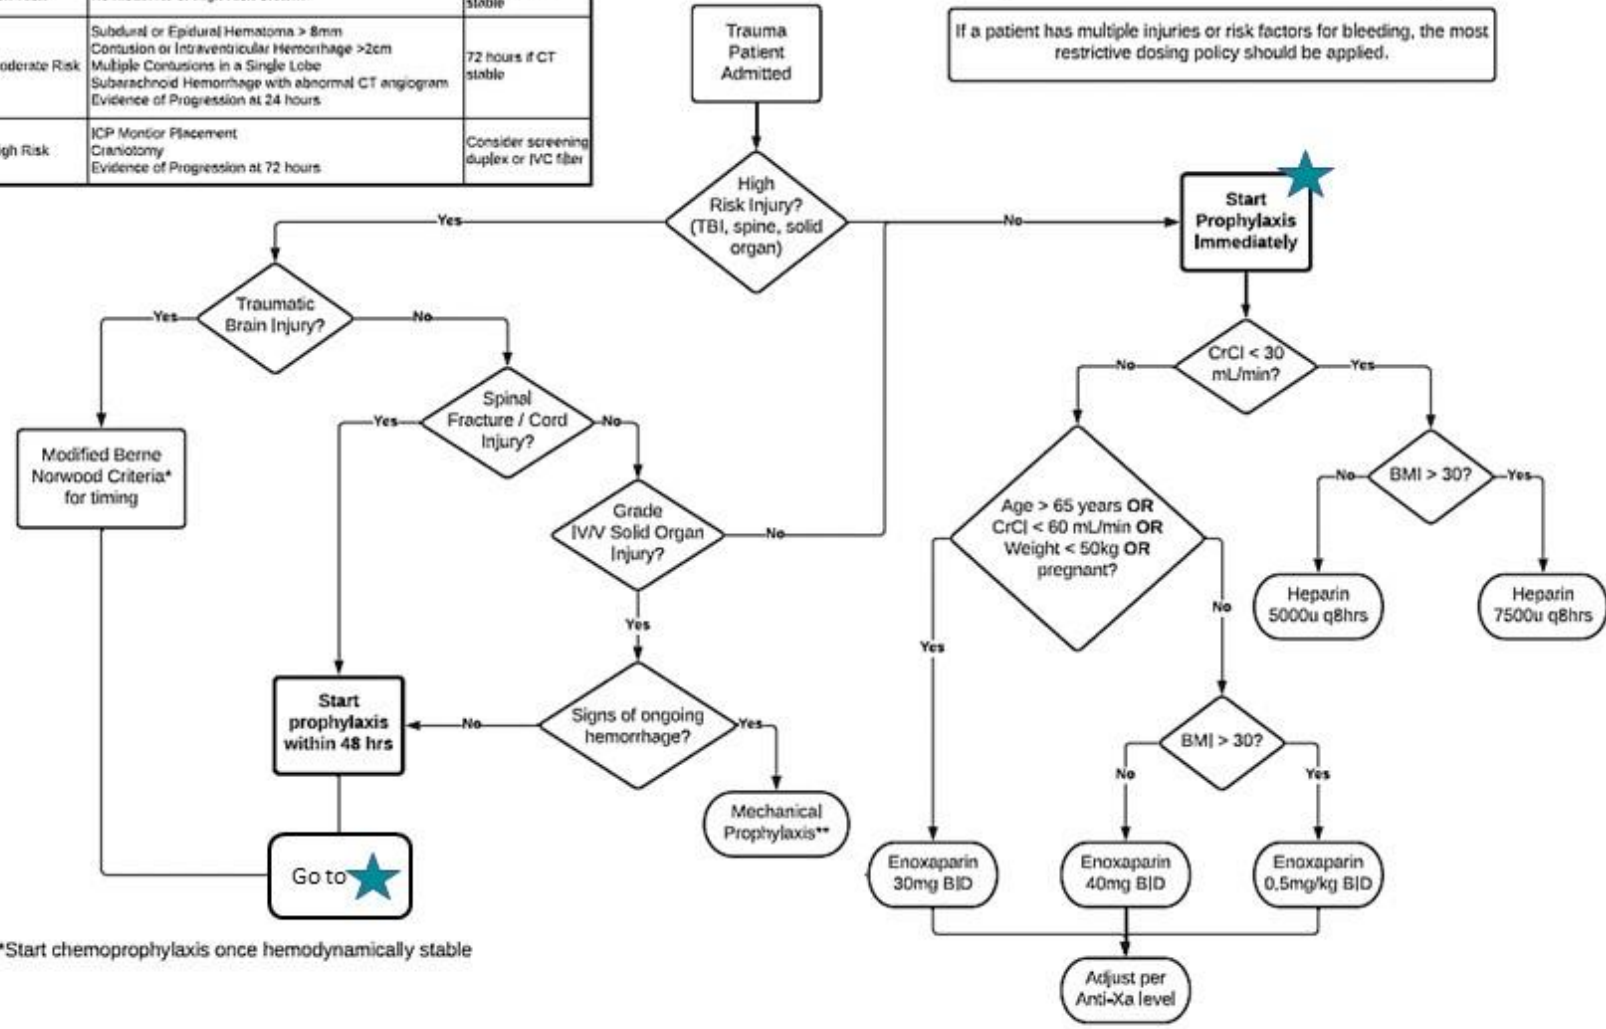 stable
oderate Risk
Subdural or Epidural Hematoma > 8mm
Contusion or Intraventricular Hemorrhage >2cm
Multiple Contusions in a Single Lobe
Subarachnoid Hemorrhage with abnormal CT angiogram
Evidence of Progression at 24 hours
72 hours if CT
stable
gh Risk
ICP Montior Placement
Craniotomy
Evidence of Progression at 72 hours
Consider screening
duplex or IVC filter
Trauma
Patient
Admitted
If a patient has multiple injuries or risk factors for bleeding, the most
restrictive dosing policy should be applied.
High
Risk Injury?
(TBI, spine, solid
organ)
Yes
No
Start
Prophylaxis
Immediately
Traumatic
Brain Injury?
Yes
No
CrCl < 30
mL/min?
No
Yes
Spinal
Fracture / Cord
Injury?
Yes
No
Modified Berne
Norwood Criteria*
for timing
BMI > 30?
No
Yes
Grade
IV/V Solid Organ
Injury?
No
Yes
Age > 65 years OR
CrCl < 60 mL/min OR
Weight < 50kg OR
pregnant?
Yes
No
Heparin
5000u q8hrs
Heparin
7500u q8hrs
Start
prophylaxis
within 48 hrs
Signs of ongoing
hemorrhage?
No
Yes
BMI > 30?
No
Yes
Mechanical
Prophylaxis**
Go to
Enoxaparin
30mg BID
Enoxaparin
40mg BID
Enoxaparin
0.5mg/kg BID
*Start chemoprophylaxis once hemodynamically stable
Adjust per
Anti-Xa level